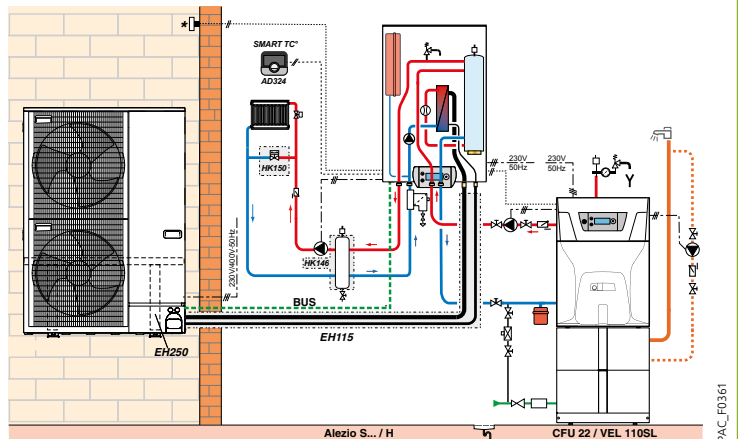 *
SMART TC°
AD324
HK150
HK146
230V/400V-50Hz
BUS
EH115
EH250
230V
50Hz
230V
50Hz
Y
Alezio S... / H
CFU 22 / VEL 110SL
PAC_F0361